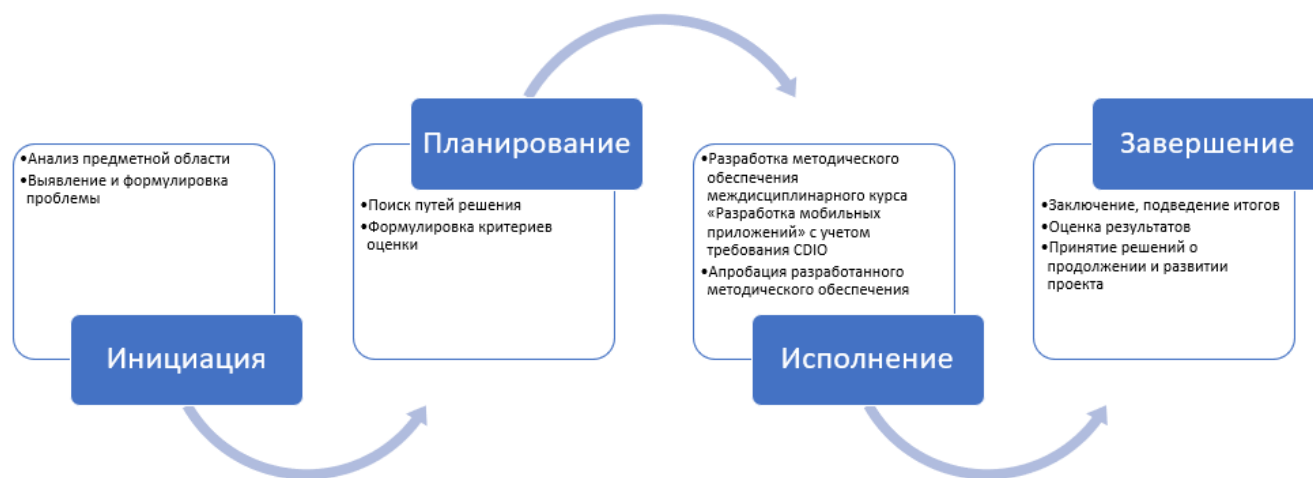 •Анализ предметной области
•Выявление и формулировка
проблемы
Инициация
Планирование
•Поиск путей решения
•Формулировка критериев
оценки
•Разработка методического
обеспечения
междисциплинарного курса
«Разработка мобильных
приложений» с учетом
требования CDIO
•Апробация разработанного
методического обеспечения
Исполнение
Завершение
•Заключение, подведение итогов
•Оценка результатов
•Принятие решений о
продолжении и развитии
проекта